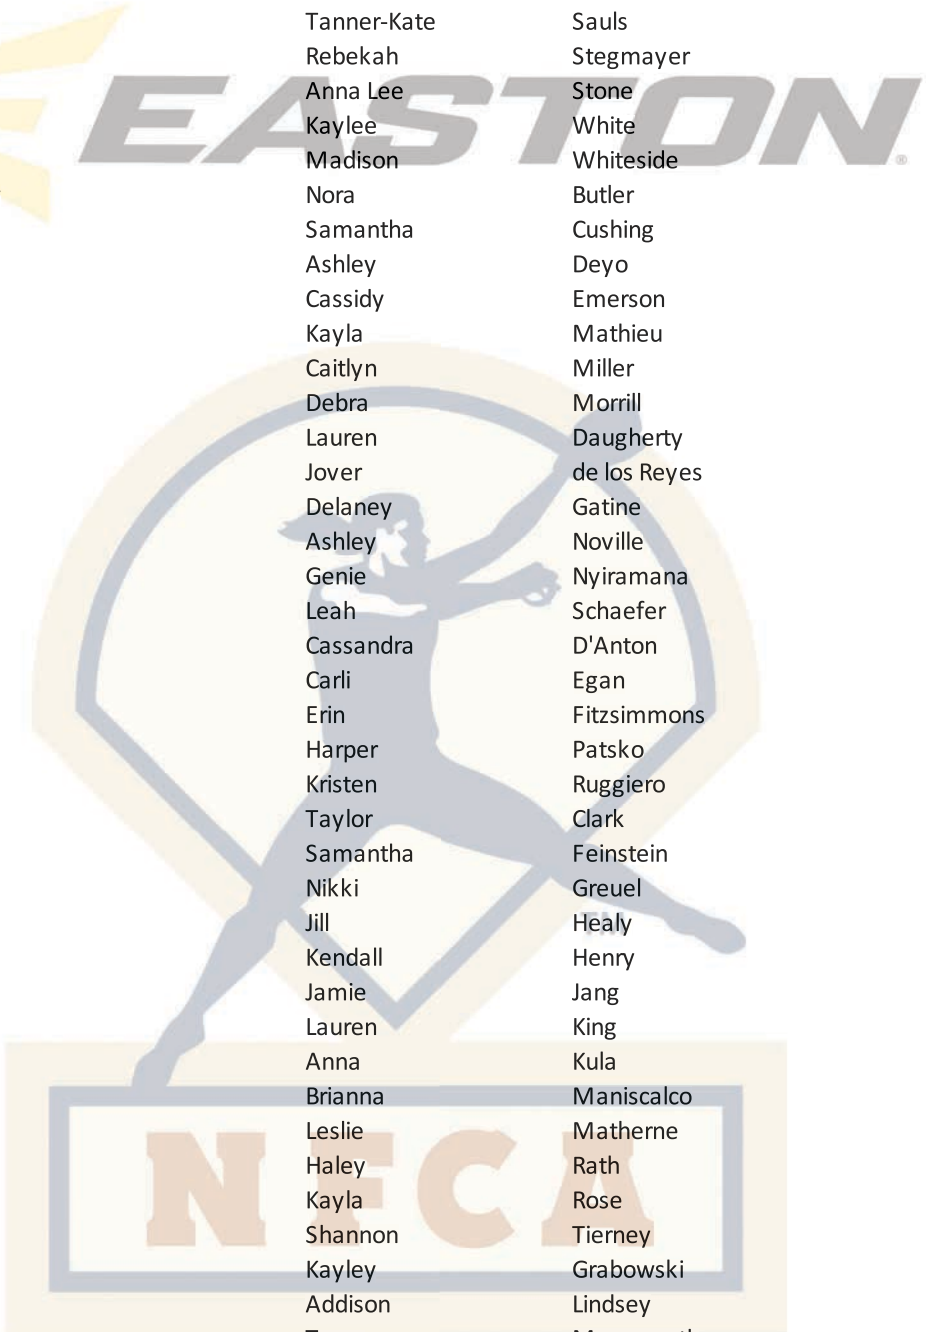 EASTON®
Tanner-Kate Sauls
Rebekah Stegmayer
Anna Lee Stone
Kaylee White
Madison Whiteside
Nora Butler
Samantha Cushing
Ashley Deyo
Cassidy Emerson
Kayla Mathieu
Caitlyn Miller
Debra Morrill
Lauren Daugherty
Jover de los Reyes
Delaney Gatine
Ashley Noville
Genie Nyiramana
Leah Schaefer
Cassandra D'Anton
Carli Egan
Erin Fitzsimmons
Harper Patsko
Kristen Ruggiero
Taylor Clark
Samantha Feinstein
Nikki Greuel
Jill Healy
TM
Kendall Henry
Jamie Jang
Lauren King
Anna Kula
Brianna Maniscalco
Leslie Matherne
Haley Rath
Kayla Rose
Shannon Tierney
Kayley Grabowski
Addison Lindsey
NFCA